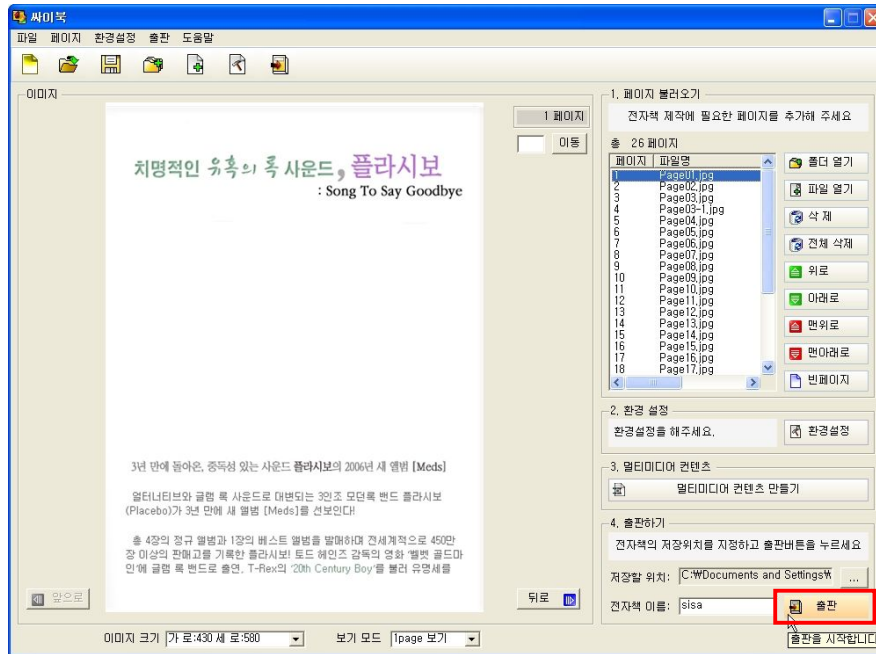 싸이북
파일 페이지 환경설정 출판 도움말
이미지
1 페이지
이동
치명적인 유혹의 록 사운드, 플라시보
: Song To Say Goodbye
3년 만에 돌아온, 중독성 있는 사운드 플라시보의 2006년 새 앨범 [Meds]
얼터너티브와 글램 록 사운드로 대변되는 3인조 모던록 밴드 플라시보
(Placebo)가 3년 만에 새 앨범 [Meds]를 선보인다!
총 4장의 정규 앨범과 1장의 베스트 앨범을 발매하며 전세계적으로 450만
장 이상의 판매고를 기록한 플라시보! 토드 헤인즈 감독의 영화 '벨벳 골드마
인'에 글램 록 밴드로 출연, T-Rex의 '20th Century Boy'를 불러 유명세를
앞으로
뒤로
이미지 크기 가 로:430 세 로:580
보기 모드 1page 보기
1. 페이지 불러오기
전자책 제작에 필요한 페이지를 추가해 주세요
총 26 페이지
페이지 파일명
1 Page01.jpg
2 Page02.jpg
3 Page03.jpg
4 Page03-1.jpg
5 Page04.jpg
6 Page05.jpg
7 Page06.jpg
8 Page07.jpg
9 Page08.jpg
10 Page09.jpg
11 Page10.jpg
12 Page11.jpg
13 Page12.jpg
14 Page13.jpg
15 Page14.jpg
16 Page15.jpg
17 Page16.jpg
18 Page17.jpg
폴더 열기
파일 열기
삭 제
전체 삭제
위로
아래로
맨위로
맨아래로
빈페이지
2. 환경 설정
환경설정을 해주세요.
환경설정
3. 멀티미디어 컨텐츠
멀티미디어 컨텐츠 만들기
4. 출판하기
전자책의 저장위치를 지정하고 출판버튼을 누르세요
저장할 위치: C:₩Documents and Settings₩ ...
전자책 이름: sisa
출판
출판을 시작합니다